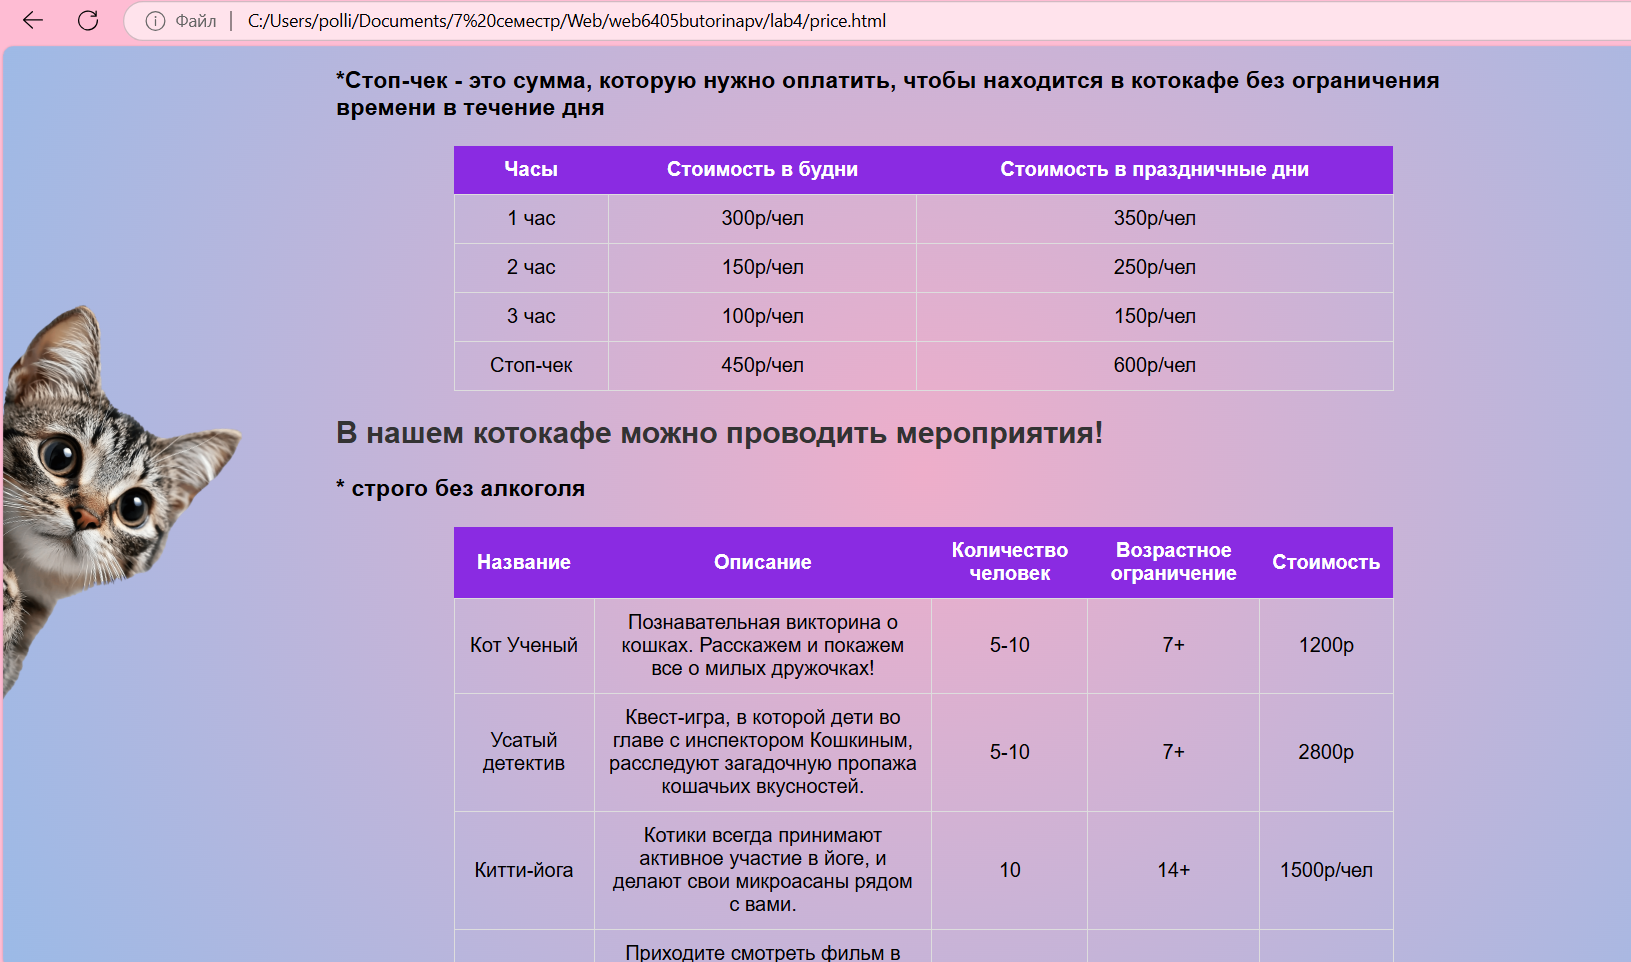 Файл | C:/Users/polli/Documents/7%20семестр/Web/web6405butorinapv/lab4/price.html
*Стоп-чек - это сумма, которую нужно оплатить, чтобы находится в котокафе без ограничения
времени в течение дня
Часы Стоимость в будни Стоимость в праздничные дни
1 час 300р/чел 350р/чел
2 час 150р/чел 250р/чел
3 час 100р/чел 150р/чел
Стоп-чек 450р/чел 600р/чел
В нашем котокафе можно проводить мероприятия!
* строго без алкоголя
Название Описание Количество человек Возрастное ограничение Стоимость
Кот Ученый
Познавательная викторина о
кошках. Расскажем и покажем
все о милых дружочках!
5-10 7+ 1200р
Усатый
детектив
Квест-игра, в которой дети во
главе с инспектором Кошкиным,
расследуют загадочную пропажа
кошачьих вкусностей.
5-10 7+ 2800р
Китти-йога
Котики всегда принимают
активное участие в йоге, и
делают свои микроасаны рядом
с вами.
10 14+ 1500р/чел
Приходите смотреть фильм в